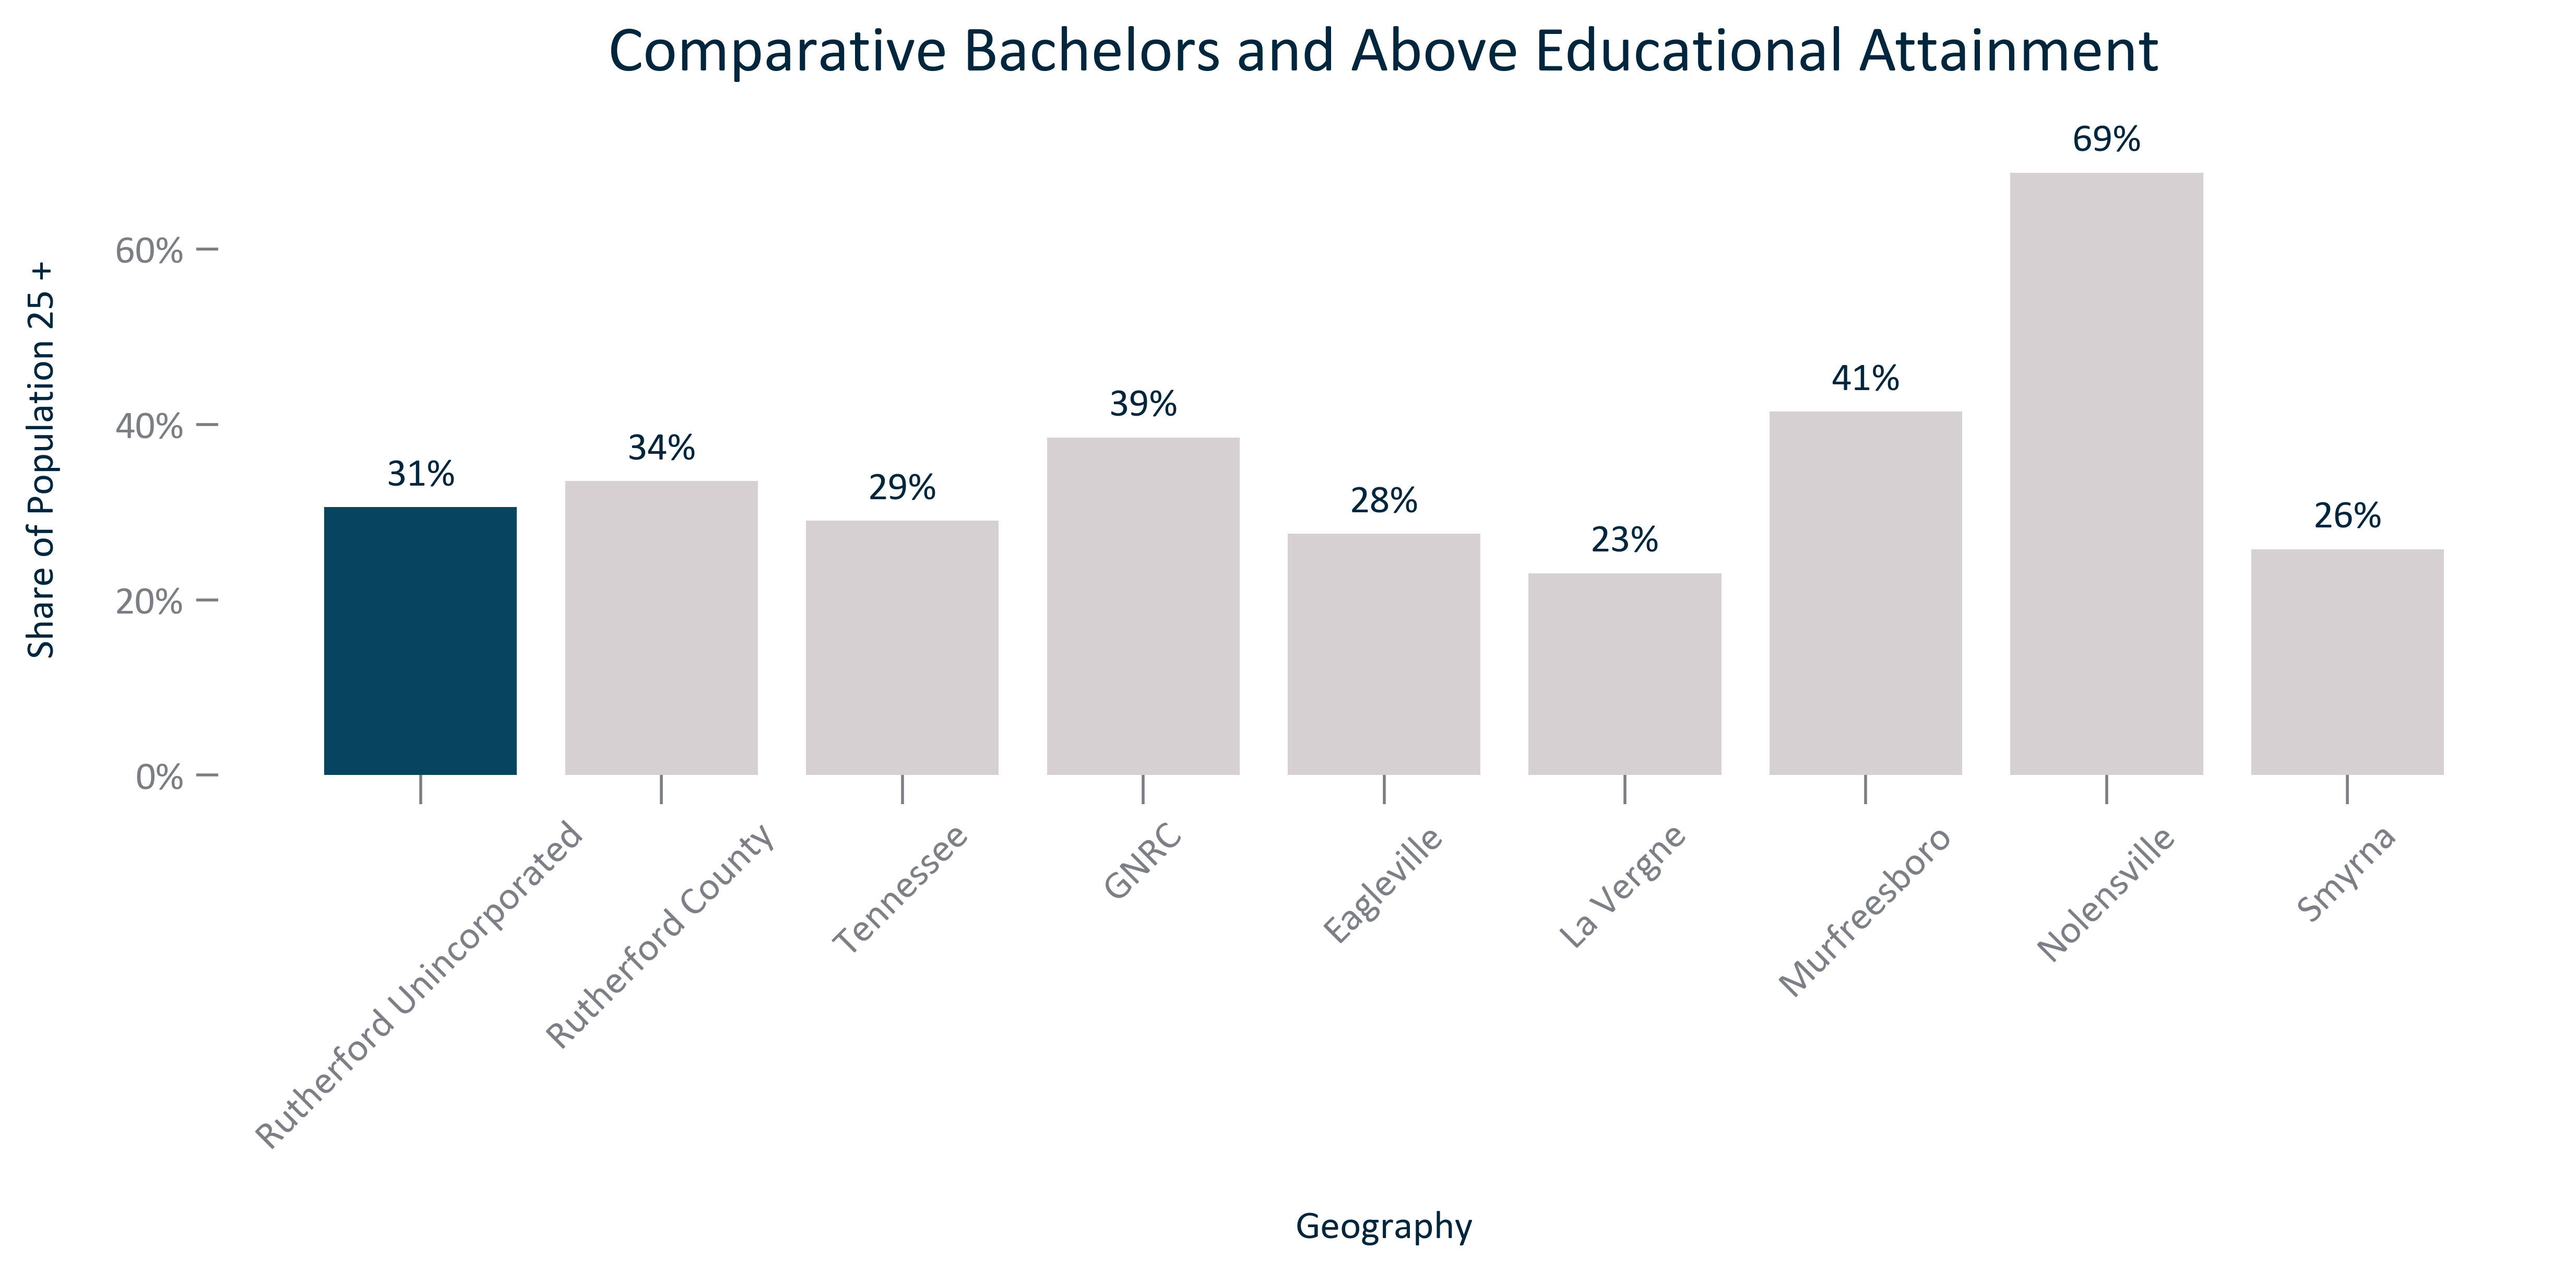 Comparative Bachelors and Above Educational Attainment
Share of Population 25 +
60%
40%
20%
0%
31%
34%
29%
39%
28%
23%
41%
69%
26%
Rutherford Unincorporated
Rutherford County
Tennessee
GNRC
Eagleville
La Vergne
Murfreesboro
Nolensville
Smyrna
Geography